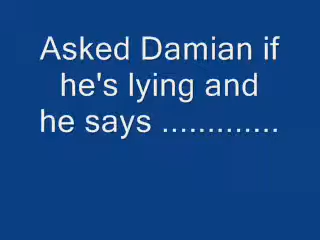 Asked Damian if
he's lying and
he says .............